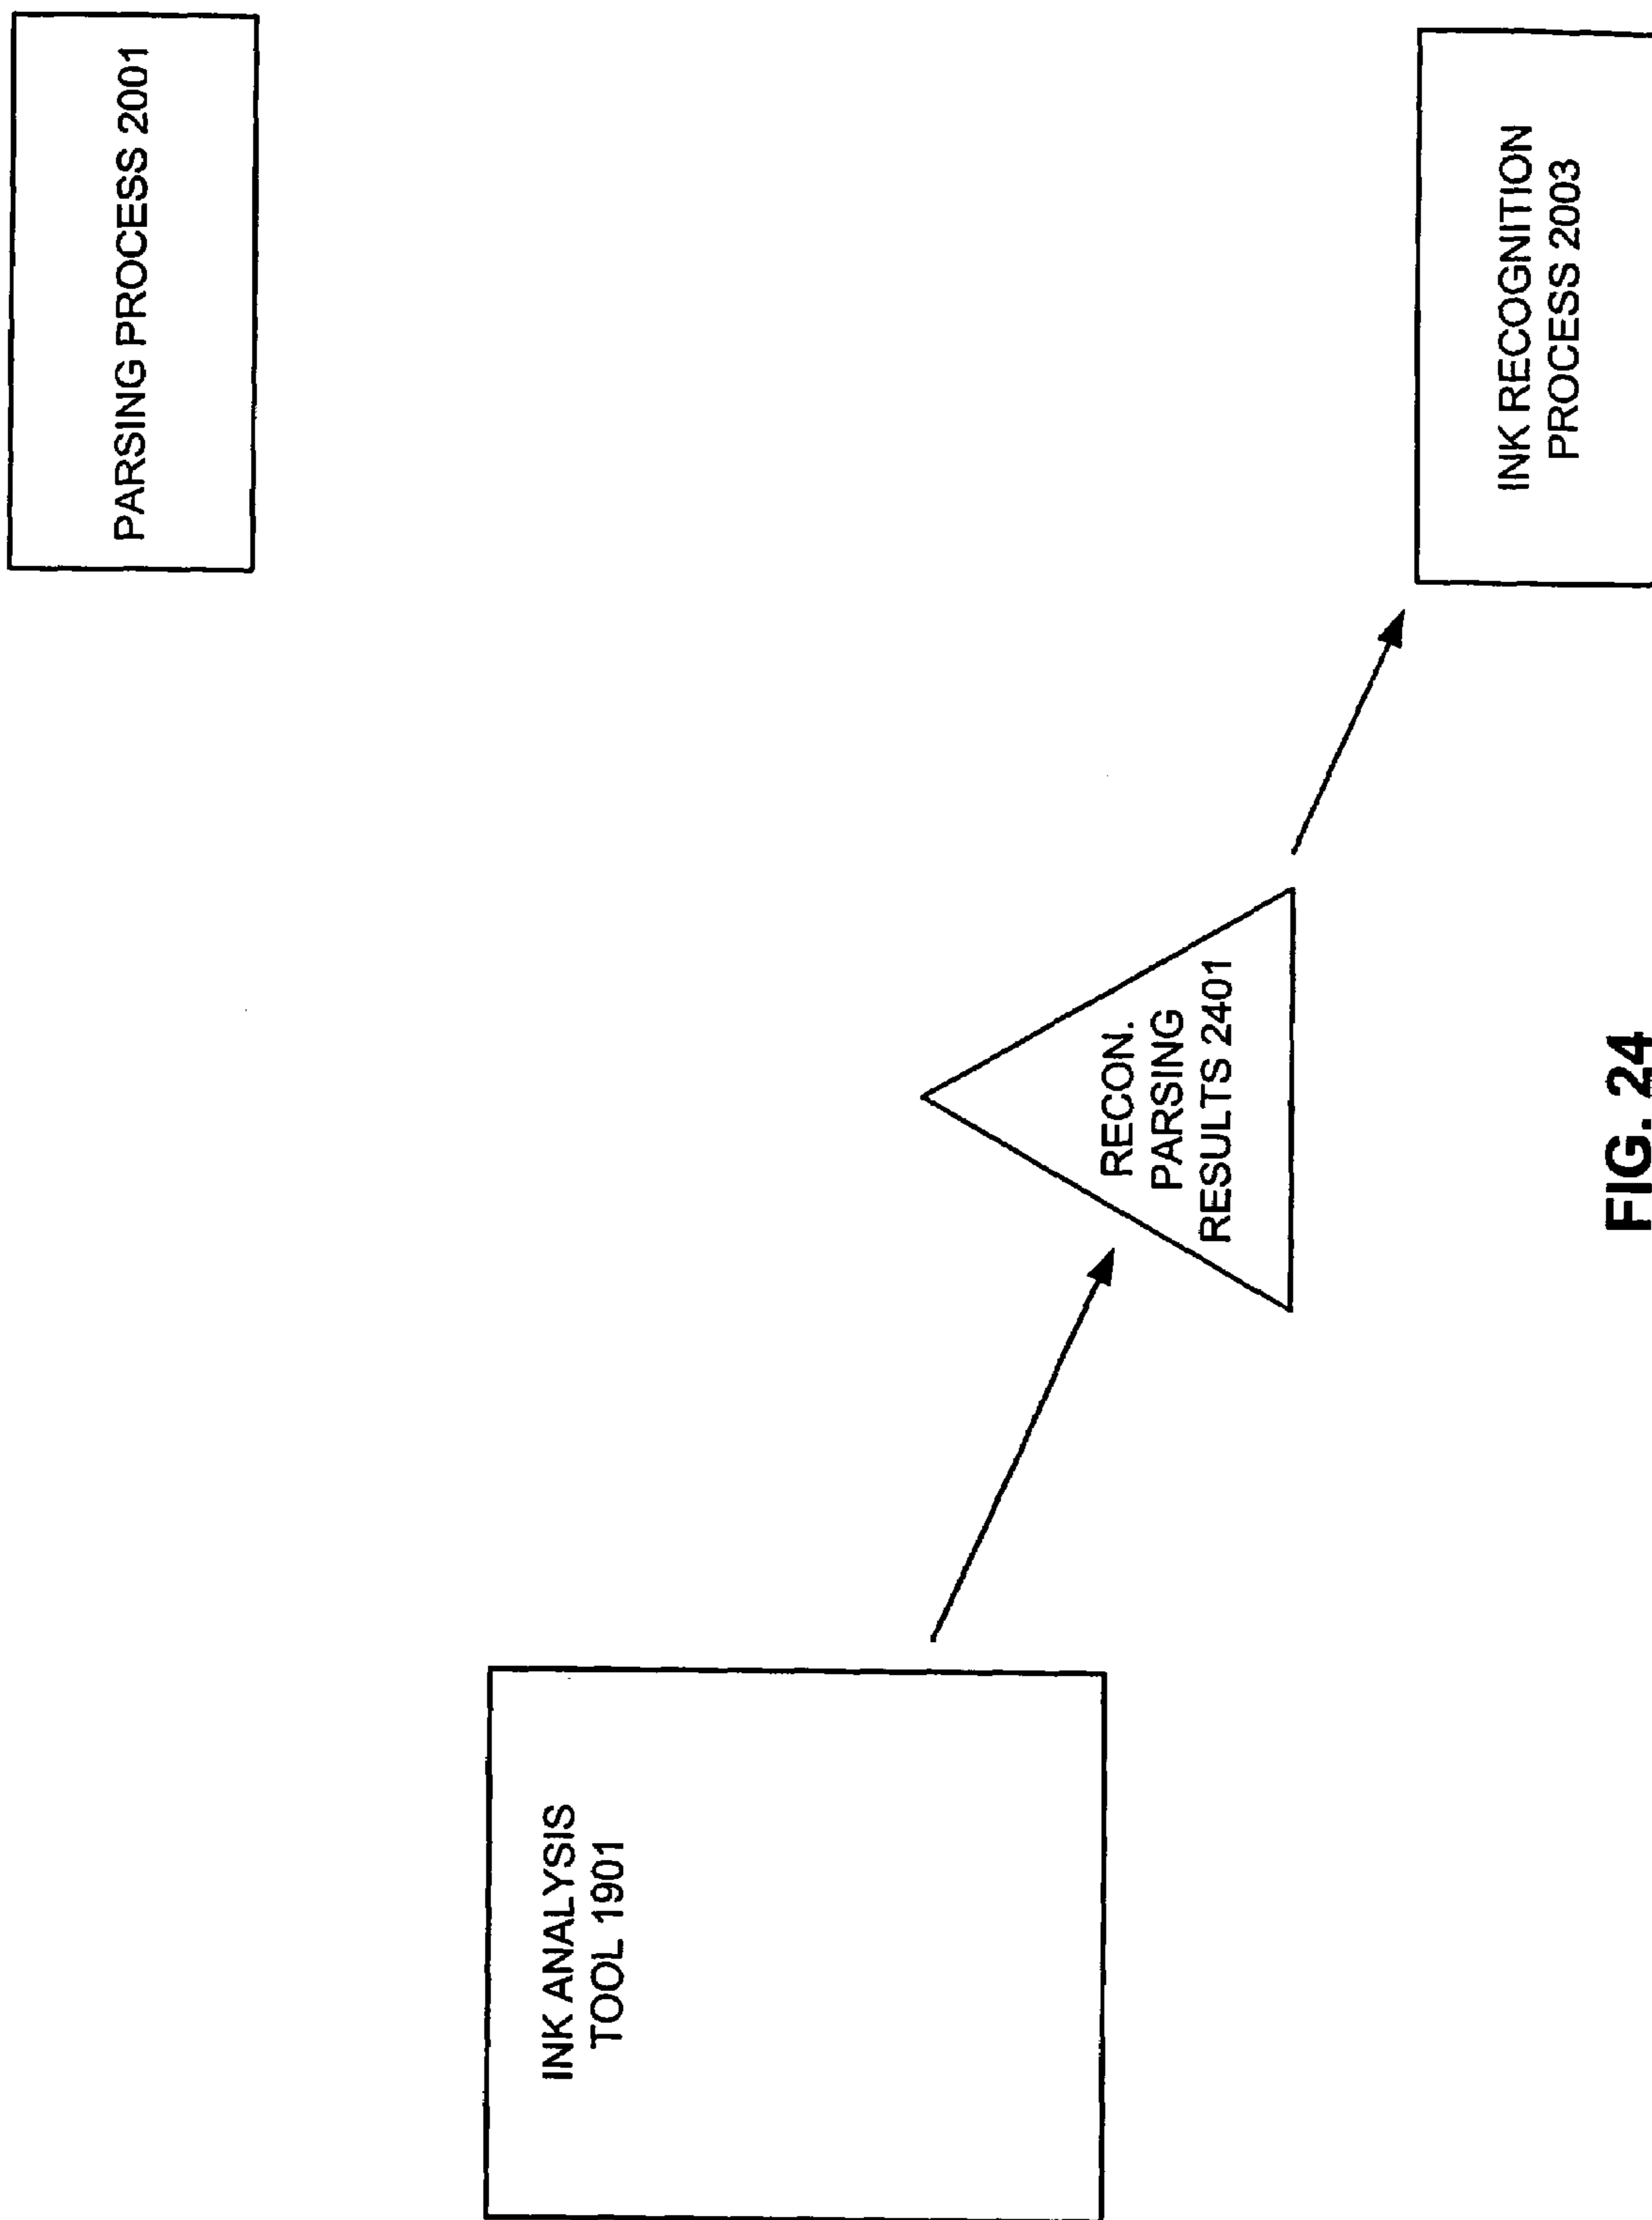 PARSING PROCESS 2001
INK ANALYSIS
TOOL 1901
RECON.
PARSING
RESULTS 2401
INK RECOGNITION
PROCESS 2003
FIG. 24